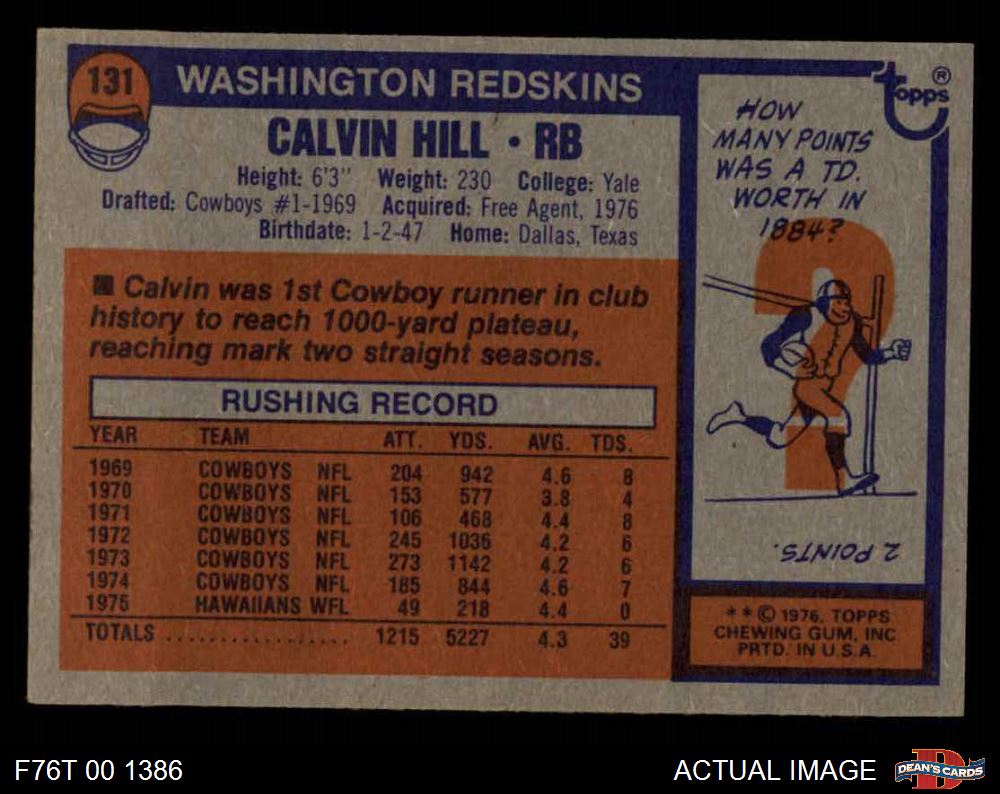 131
WASHINGTON REDSKINS
CALVIN HILL • RB
Height: 6'3" Weight: 230 College: Yale
Drafted: Cowboys #1-1969 Acquired: Free Agent, 1976
Birthdate: 1-2-47 Home: Dallas, Texas
■ Calvin was 1st Cowboy runner in club
history to reach 1000-yard plateau,
reaching mark two straight seasons.
RUSHING RECORD
YEAR TEAM ATT. YDS. AVG. TDS.
1969 COWBOYS NFL 204 942 4.6 8
1970 COWBOYS NFL 153 577 3.8 4
1971 COWBOYS NFL 106 468 4.4 8
1972 COWBOYS NFL 245 1036 4.2 6
1973 COWBOYS NFL 273 1142 4.2 6
1974 COWBOYS NFL 185 844 4.6 7
1975 HAWAIIANS WFL 49 218 4.4 0
TOTALS .................. 1215 5227 4.3 39
topps ®
HOW
MANY POINTS
WAS A TD.
WORTH IN
1884?
2 POINTS.
* * © 1976, TOPPS
CHEWING GUM, INC
PRTD. IN U.S.A.
F76T 00 1386
ACTUAL IMAGE
DEAN'S CARDS